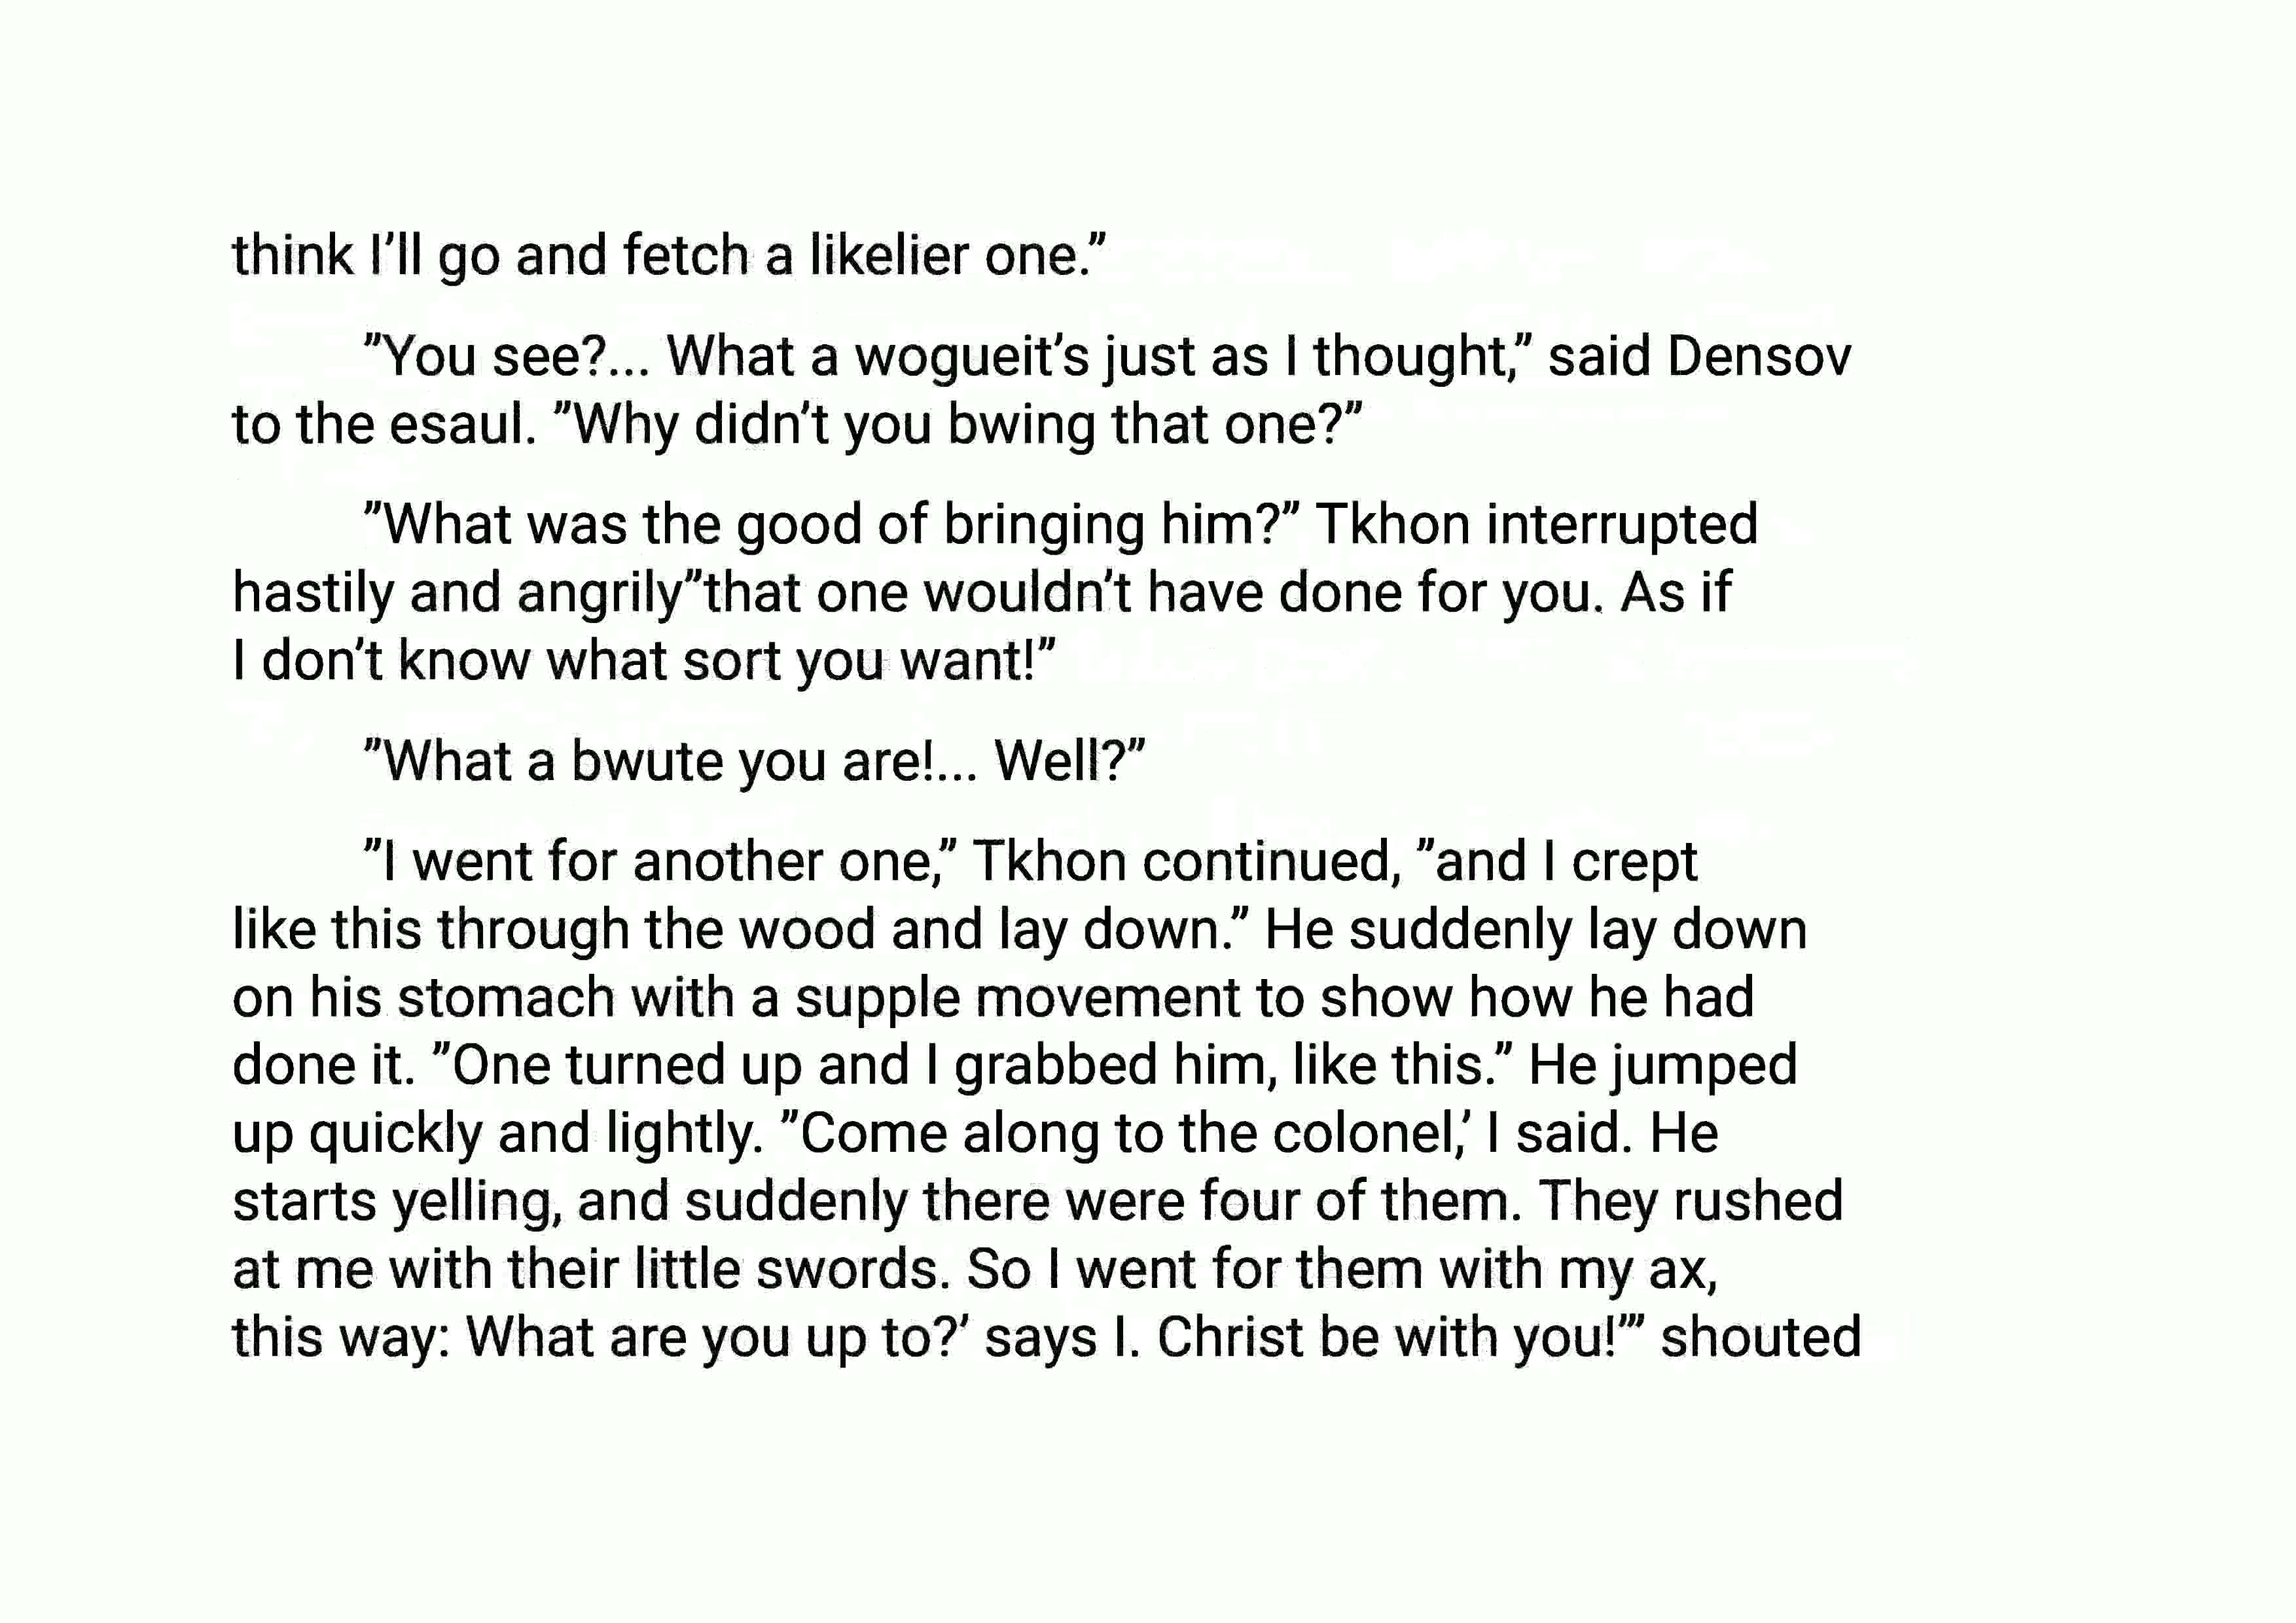 think I’ll go and fetch a likelier one.”
”You see?... What a wogueit’s just as I thought,” said Densov
to the esaul. ”Why didn’t you bwing that one?”
”What was the good of bringing him?” Tkhon interrupted
hastily and angrily”that one wouldn’t have done for you. As if
I don’t know what sort you want!”
”What a bwute you are!... Well?”
”I went for another one,” Tkhon continued, ”and I crept
like this through the wood and lay down.” He suddenly lay down
on his stomach with a supple movement to show how he had
done it. ”One turned up and I grabbed him, like this.” He jumped
up quickly and lightly. ”Come along to the colonel,’ I said. He
starts yelling, and suddenly there were four of them. They rushed
at me with their little swords. So I went for them with my ax,
this way: What are you up to?’ says I. Christ be with you!’” shouted